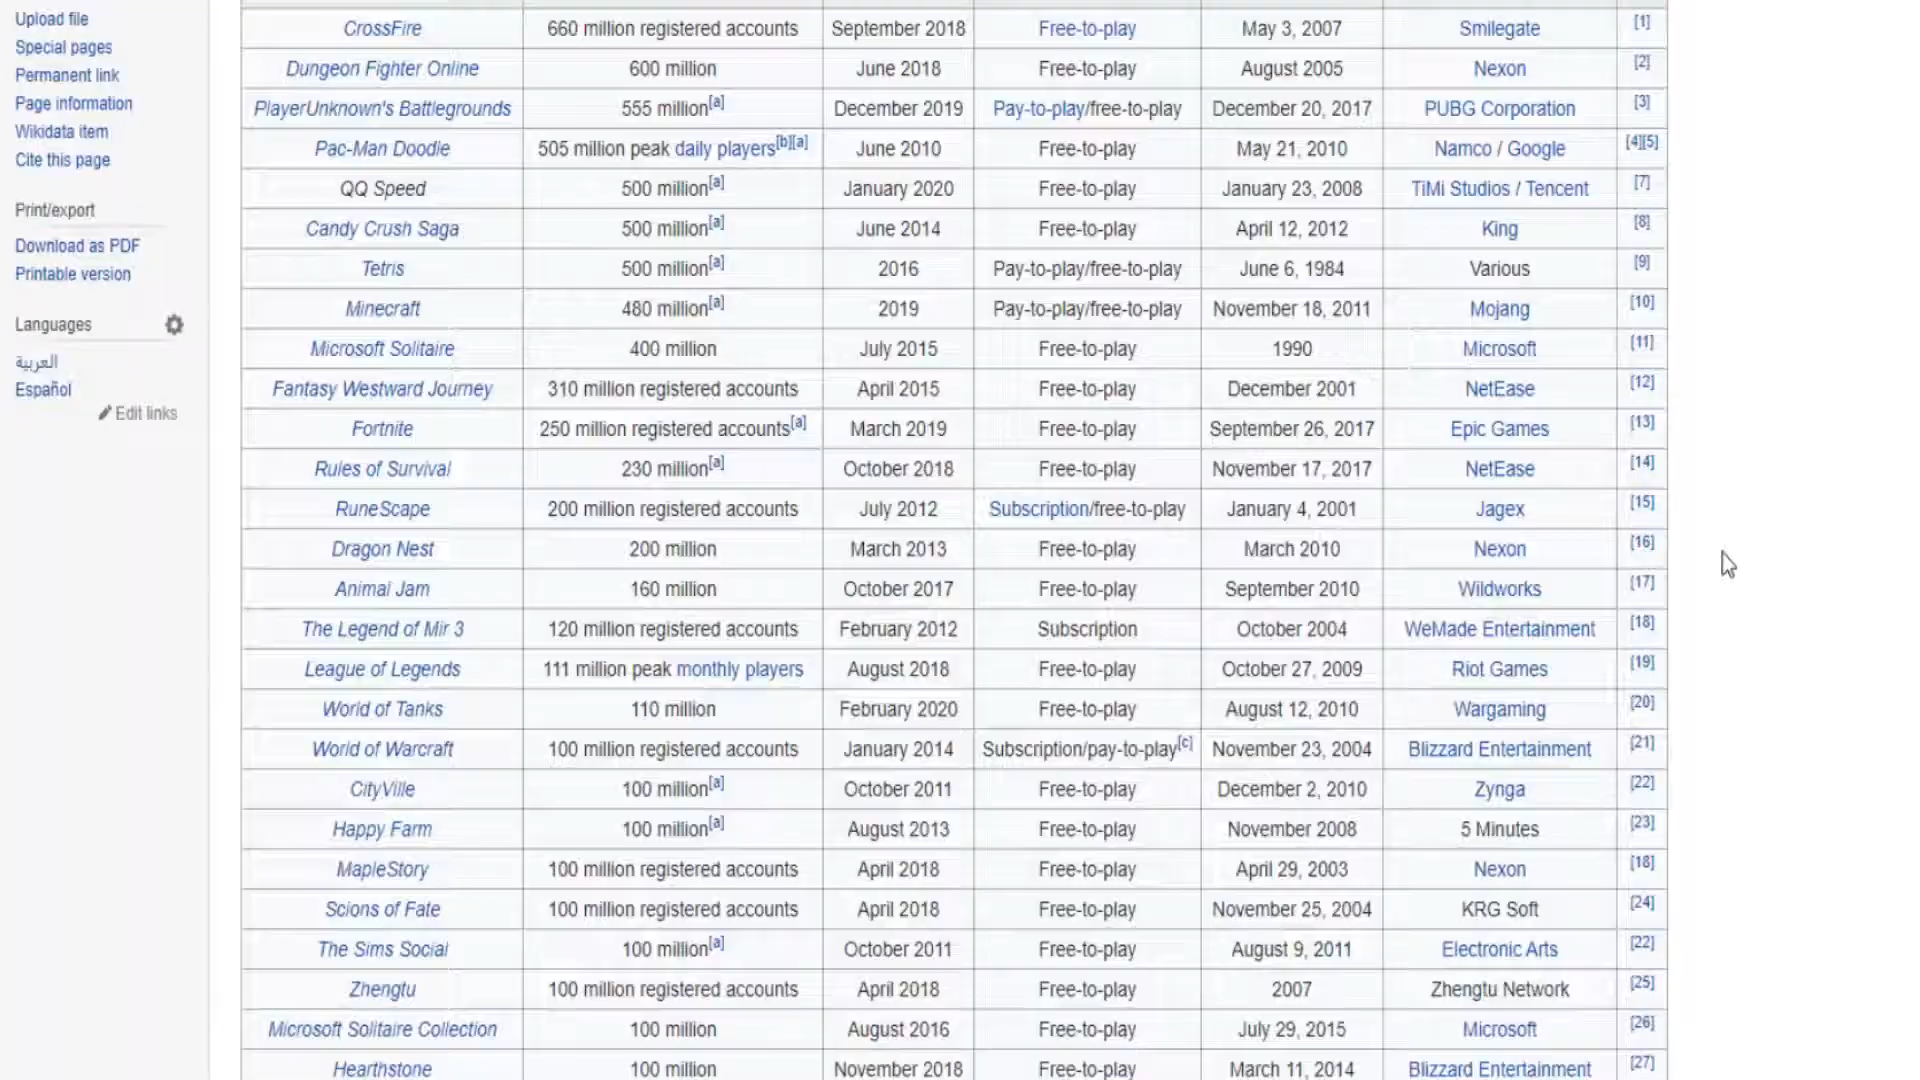 Upload file
Special pages
Permanent link
Page information
Wikidata item
Cite this page
Print/export
Download as PDF
Printable version
Languages
العربية
Español
Edit links
CrossFire 660 million registered accounts September 2018 Free-to-play May 3, 2007 Smilegate [1]
Dungeon Fighter Online 600 million June 2018 Free-to-play August 2005 Nexon [2]
PlayerUnknown's Battlegrounds 555 million[a] December 2019 Pay-to-play/free-to-play December 20, 2017 PUBG Corporation [3]
Pac-Man Doodle 505 million peak daily players[b][a] June 2010 Free-to-play May 21, 2010 Namco / Google [4][5]
QQ Speed 500 million[a] January 2020 Free-to-play January 23, 2008 TiMi Studios / Tencent [7]
Candy Crush Saga 500 million[a] June 2014 Free-to-play April 12, 2012 King [8]
Tetris 500 million[a] 2016 Pay-to-play/free-to-play June 6, 1984 Various [9]
Minecraft 480 million[a] 2019 Pay-to-play/free-to-play November 18, 2011 Mojang [10]
Microsoft Solitaire 400 million July 2015 Free-to-play 1990 Microsoft [11]
Fantasy Westward Journey 310 million registered accounts April 2015 Free-to-play December 2001 NetEase [12]
Fortnite 250 million registered accounts[a] March 2019 Free-to-play September 26, 2017 Epic Games [13]
Rules of Survival 230 million[a] October 2018 Free-to-play November 17, 2017 NetEase [14]
RuneScape 200 million registered accounts July 2012 Subscription/free-to-play January 4, 2001 Jagex [15]
Dragon Nest 200 million March 2013 Free-to-play March 2010 Nexon [16]
Animal Jam 160 million October 2017 Free-to-play September 2010 Wildworks [17]
The Legend of Mir 3 120 million registered accounts February 2012 Subscription October 2004 WeMade Entertainment [18]
League of Legends 111 million peak monthly players August 2018 Free-to-play October 27, 2009 Riot Games [19]
World of Tanks 110 million February 2020 Free-to-play August 12, 2010 Wargaming [20]
World of Warcraft 100 million registered accounts January 2014 Subscription/pay-to-play[c] November 23, 2004 Blizzard Entertainment [21]
CityVille 100 million[a] October 2011 Free-to-play December 2, 2010 Zynga [22]
Happy Farm 100 million[a] August 2013 Free-to-play November 2008 5 Minutes [23]
MapleStory 100 million registered accounts April 2018 Free-to-play April 29, 2003 Nexon [18]
Scions of Fate 100 million registered accounts April 2018 Free-to-play November 25, 2004 KRG Soft [24]
The Sims Social 100 million[a] October 2011 Free-to-play August 9, 2011 Electronic Arts [22]
Zhengtu 100 million registered accounts April 2018 Free-to-play 2007 Zhengtu Network [25]
Microsoft Solitaire Collection 100 million August 2016 Free-to-play July 29, 2015 Microsoft [26]
Hearthstone 100 million November 2018 Free-to-play March 11, 2014 Blizzard Entertainment [27]